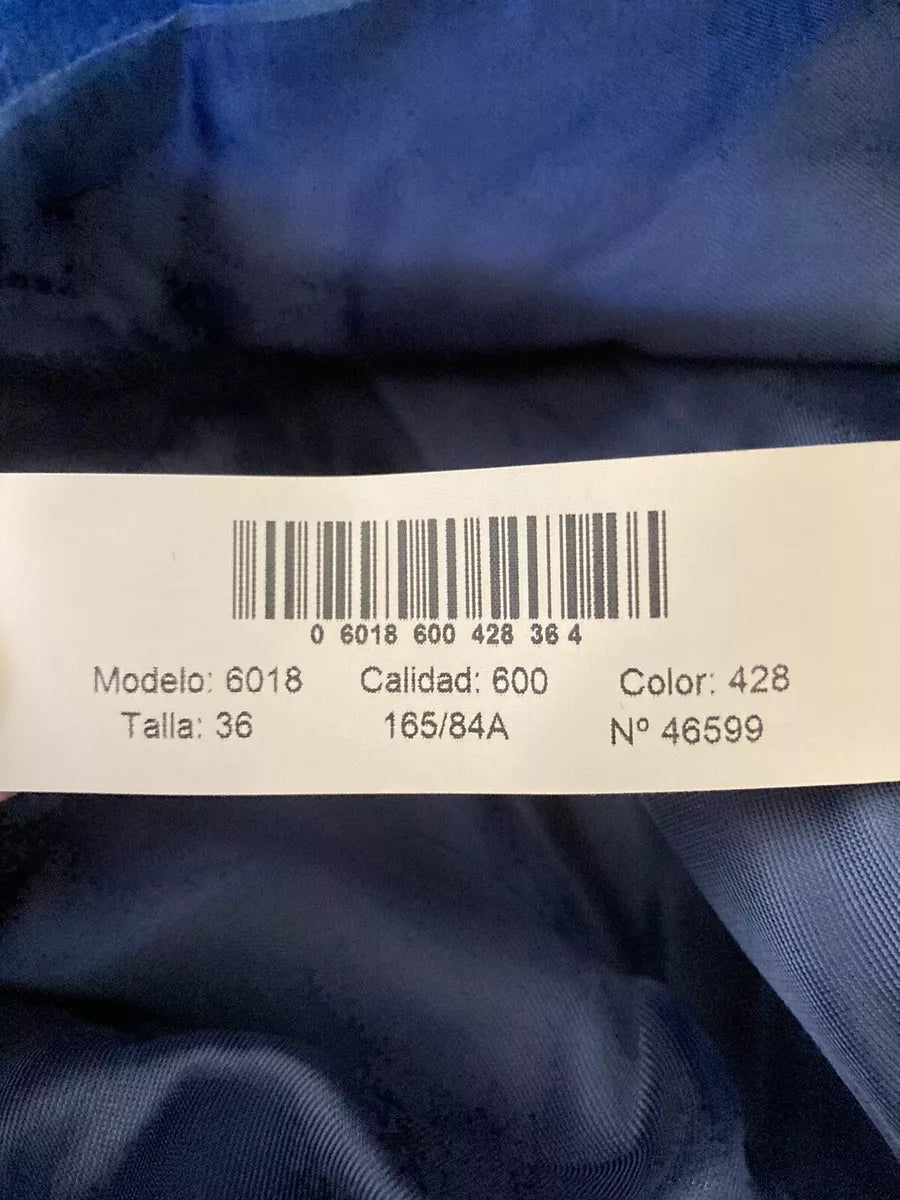 0 6018 600 428 36 4
Modelo: 6018 Calidad: 600 Color: 428
Talla: 36 165/84A Nº 46599